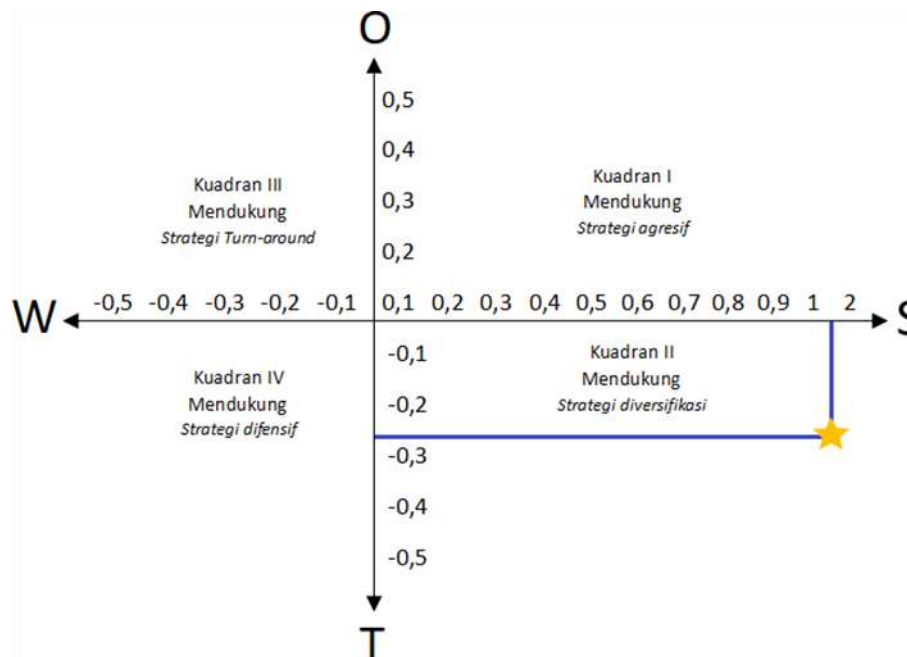 O
0,5
0,4
0,3
0,2
Kuadran III
Mendukung
Strategi Turn-around
Kuadran I
Mendukung
Strategi agresif
W -0,5 -0,4 -0,3 -0,2 -0,1 0,1 0,2 0,3 0,4 0,5 0,6 0,7 0,8 0,9 1 2 S
-0,1
-0,2
-0,3
-0,4
-0,5
Kuadran IV
Mendukung
Strategi difensif
Kuadran II
Mendukung
Strategi diversifikasi
T